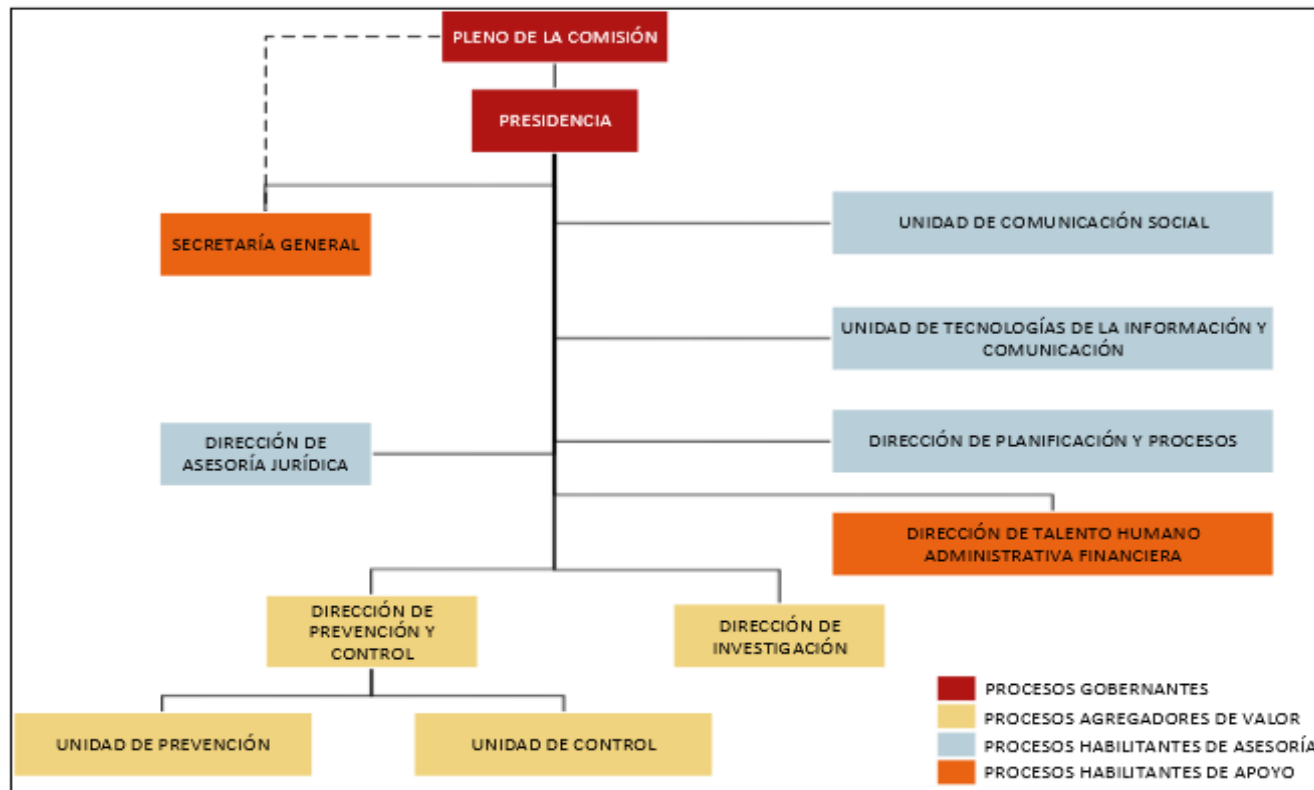 PLENO DE LA COMISIÓN
PRESIDENCIA
SECRETARÍA GENERAL
UNIDAD DE COMUNICACIÓN SOCIAL
UNIDAD DE TECNOLOGÍAS DE LA INFORMACIÓN Y
COMUNICACIÓN
DIRECCIÓN DE
ASESORÍA JURÍDICA
DIRECCIÓN DE PLANIFICACIÓN Y PROCESOS
DIRECCIÓN DE TALENTO HUMANO
ADMINISTRATIVA FINANCIERA
DIRECCIÓN DE
PREVENCIÓN Y
CONTROL
DIRECCIÓN DE
INVESTIGACIÓN
UNIDAD DE PREVENCIÓN
UNIDAD DE CONTROL
PROCESOS GOBERNANTES
PROCESOS AGREGADORES DE VALOR
PROCESOS HABILITANTES DE ASESORÍA
PROCESOS HABILITANTES DE APOYO